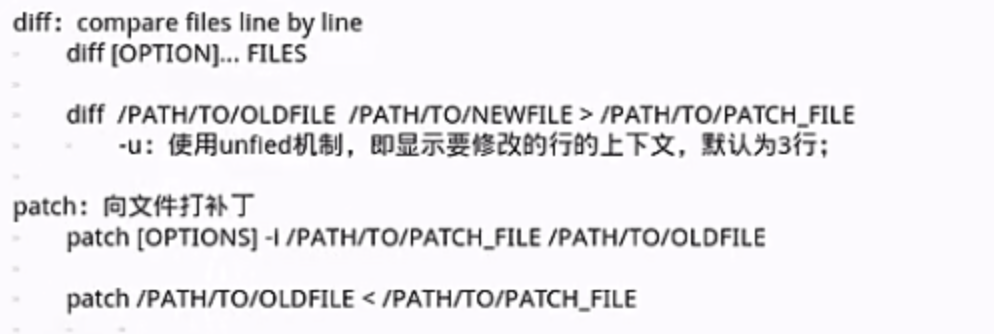 diff：compare files line by line
diff [OPTION]... FILES
diff /PATH/TO/OLDFILE /PATH/TO/NEWFILE > /PATH/TO/PATCH_FILE
-u：使用unfied机制，即显示要修改的行的上下文，默认为3行；
patch：向文件打补丁
patch [OPTIONS] -i /PATH/TO/PATCH_FILE /PATH/TO/OLDFILE
patch /PATH/TO/OLDFILE < /PATH/TO/PATCH_FILE